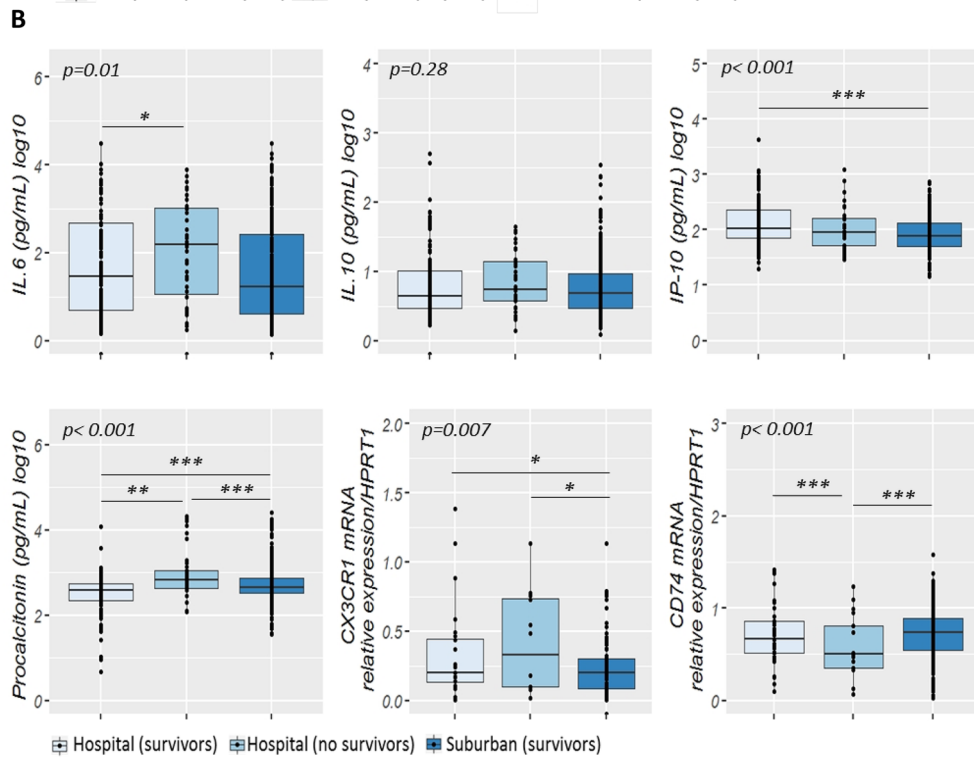 B
p=0.01
p=0.28
p< 0.001
IL.6 (pg/mL) log10
IL.10 (pg/mL) log10
IP-10 (pg/mL) log10
6
4
2
0
*
4
3
2
1
0
5
4
3
2
1
0
***
p< 0.001
p=0.007
p< 0.001
Procalcitonin (pg/mL) log10
CX3CR1 mRNA
relative expression/HPRT1
CD74 mRNA
relative expression/HPRT1
6
4
2
0
***
** ***
2.0
1.5
1.0
0.5
0.0
*
*
3
2
1
0
*** ***
Hospital (survivors) Hospital (no survivors) Suburban (survivors)